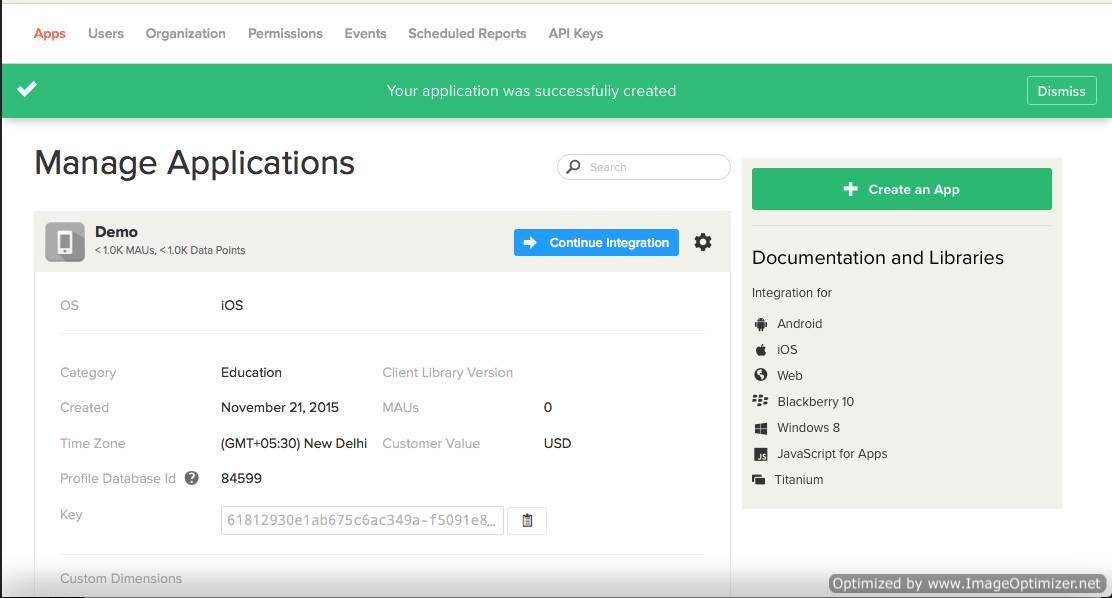 Apps Users Organization Permissions Events Scheduled Reports API Keys
Your application was successfully created Dismiss
Manage Applications
Search
Create an App
Demo
< 1.0K MAUs, < 1.0K Data Points
Continue Integration
Documentation and Libraries
Integration for
Android
iOS
Web
Blackberry 10
Windows 8
JavaScript for Apps
Titanium
OS iOS
Category Education Client Library Version
Created November 21, 2015 MAUs 0
Time Zone (GMT+05:30) New Delhi Customer Value USD
Profile Database Id ? 84599
Key 61812930e1ab675c6ac349a-f5091e8...
Custom Dimensions
Optimized by www.ImageOptimizer.net